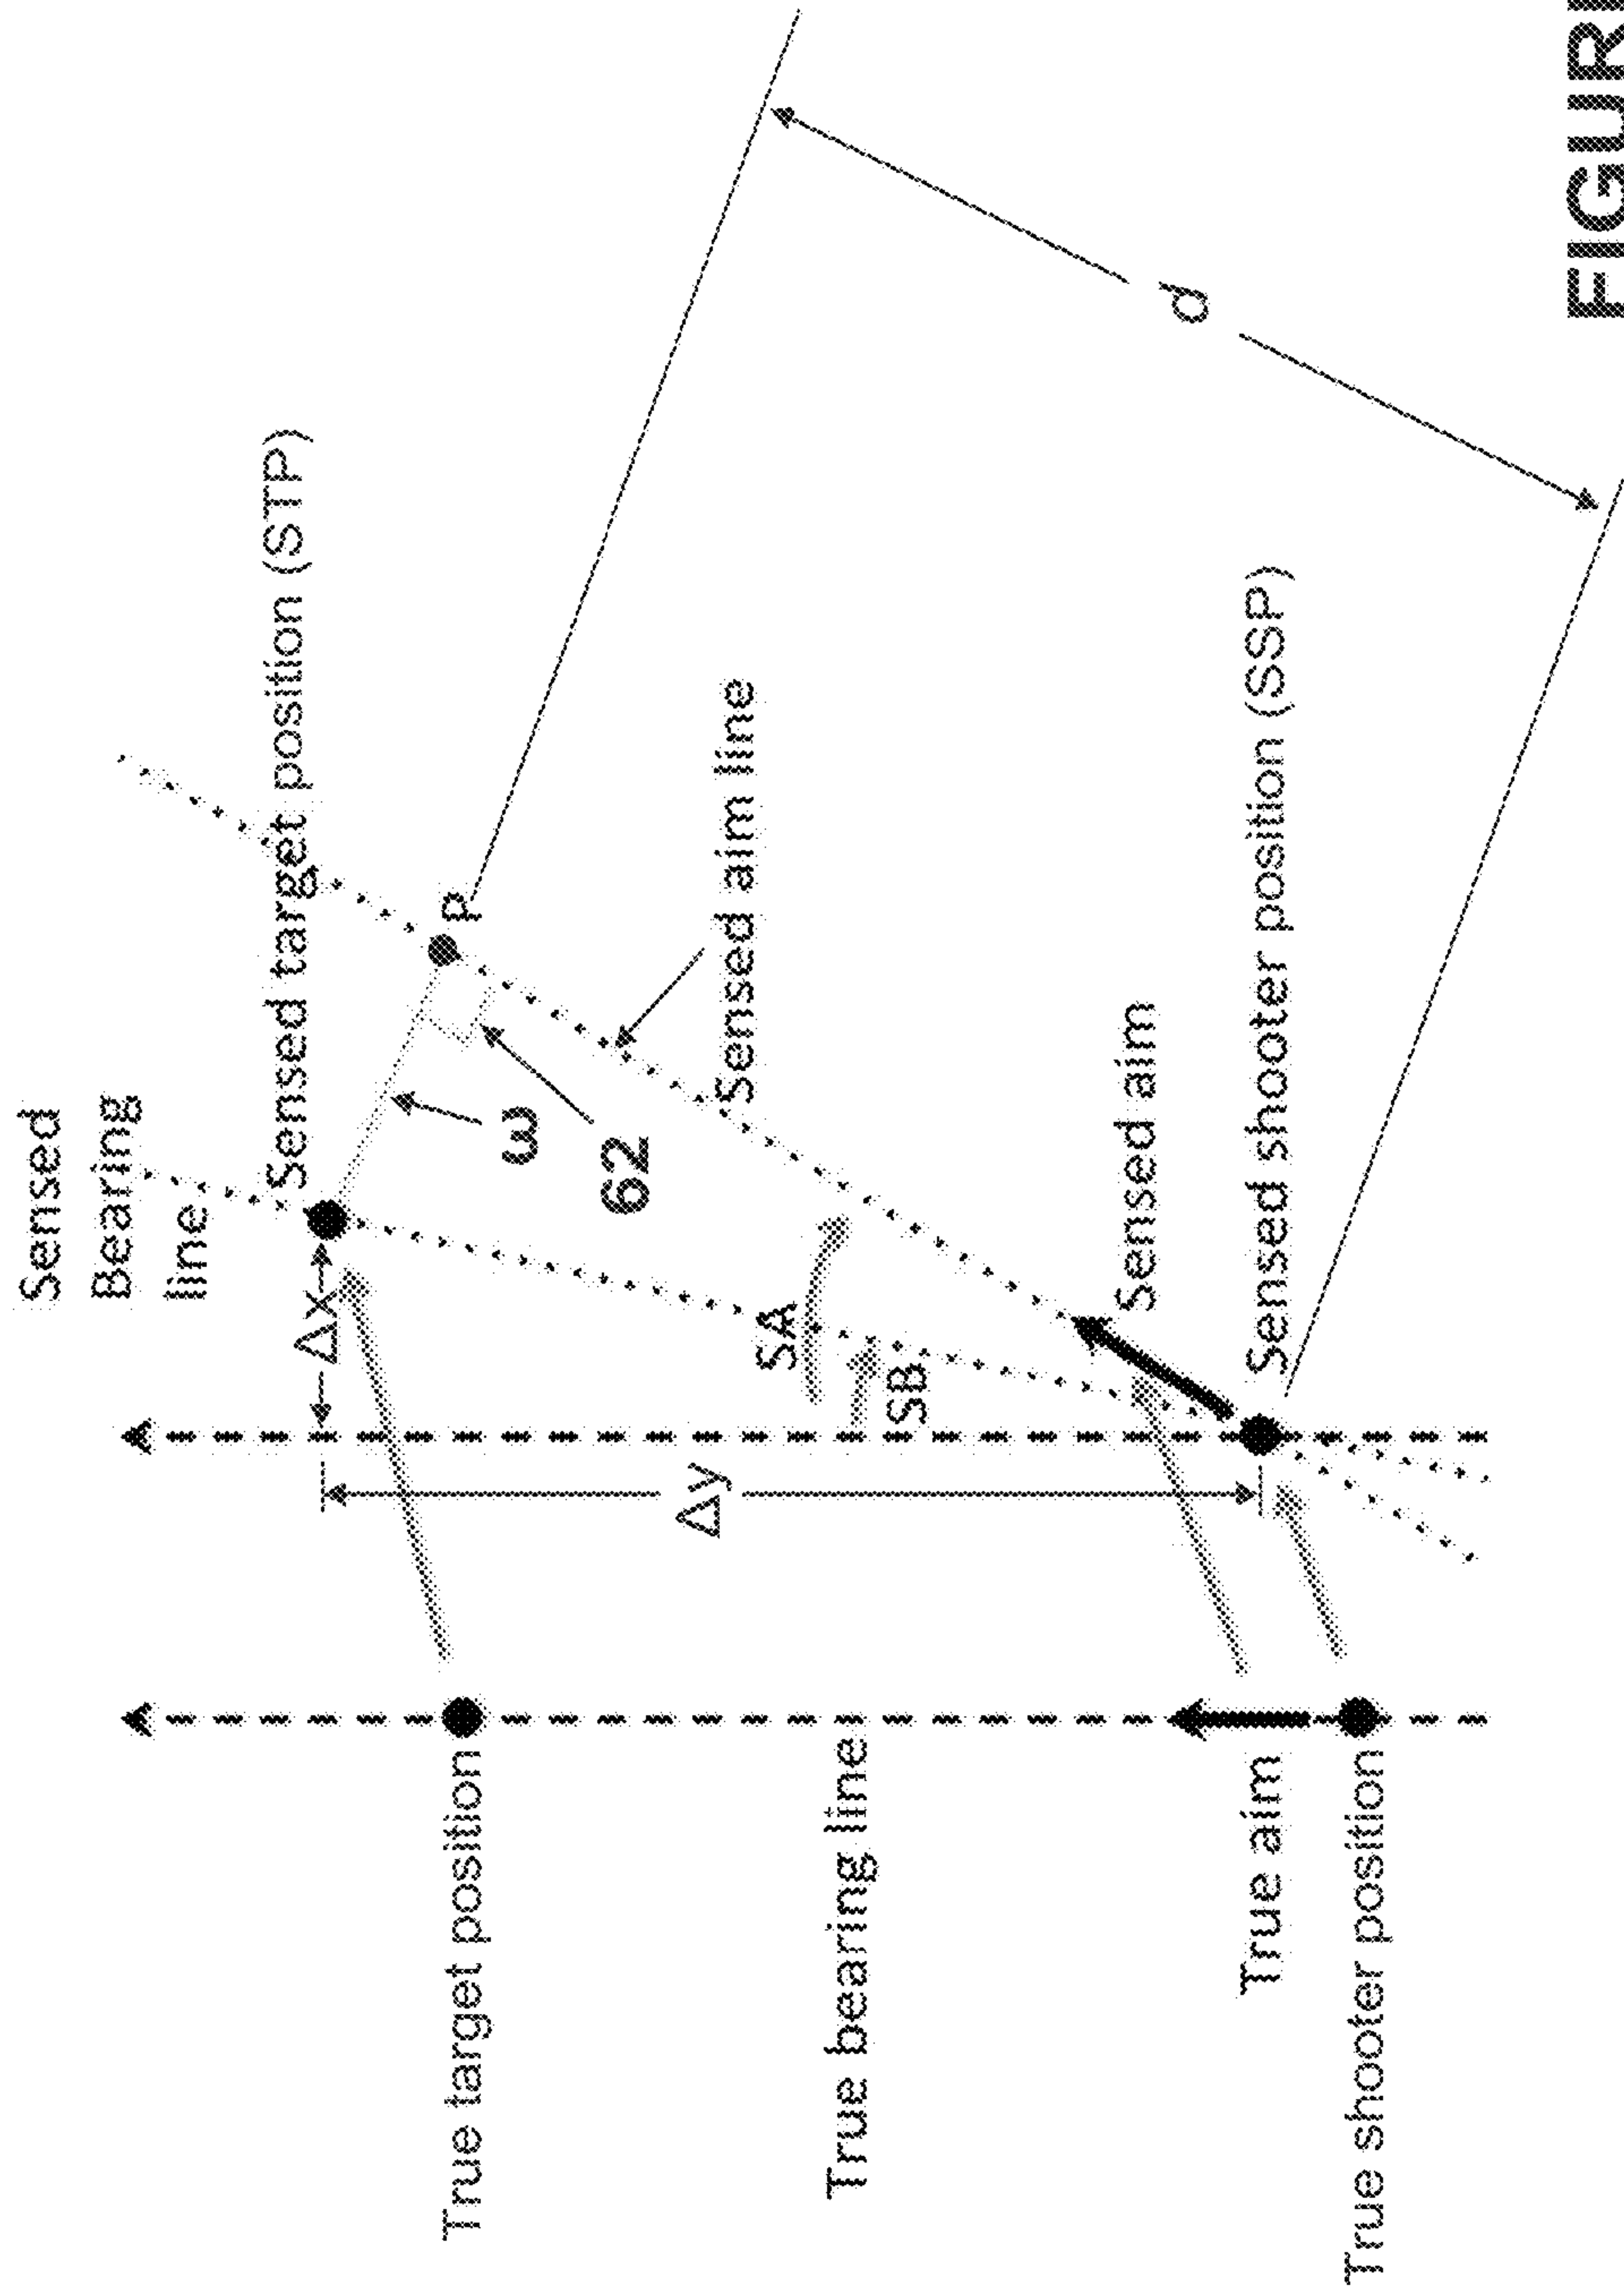 Sensed
Bearing
line
Sensed target position (STP)
Δx
P
ω
62
Sensed aim line
SA
SB
Δy
d
Sensed aim
Sensed shooter position (SSP)
True target position
True bearing line
True aim
True shooter position